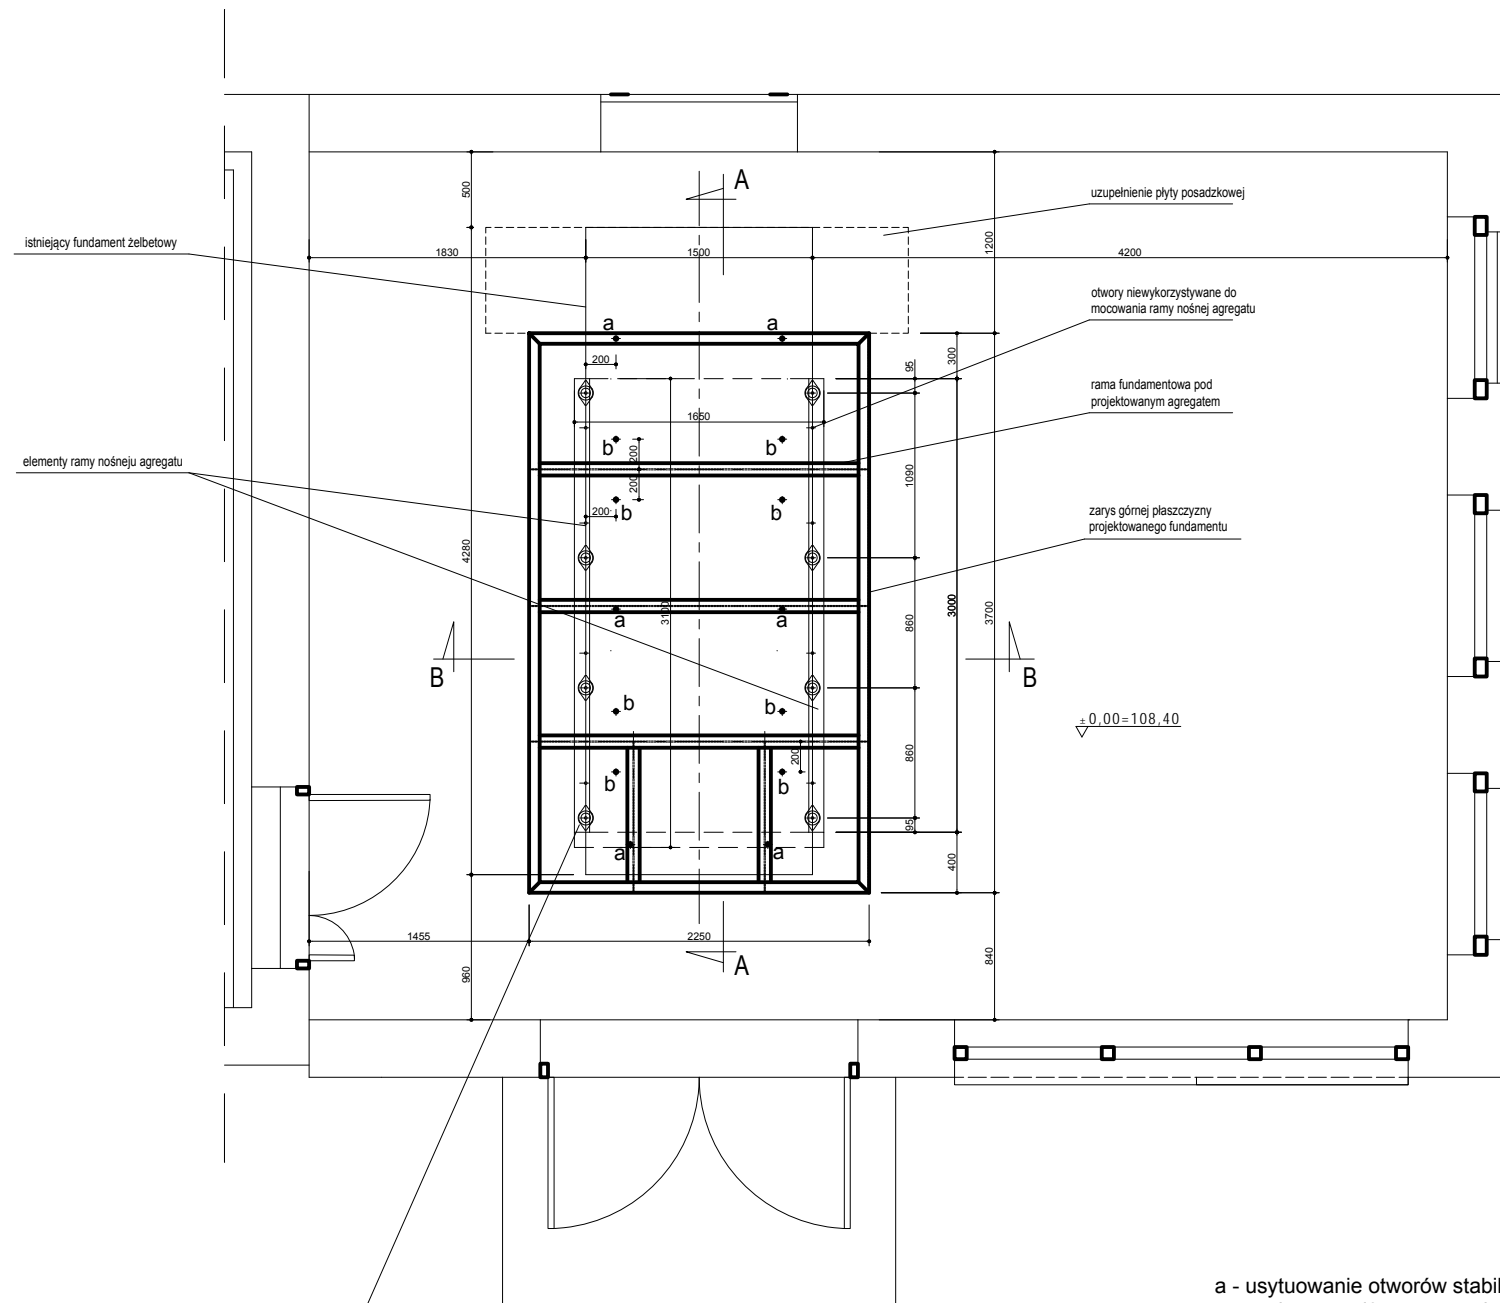 A
uzupełnienie płyty posadzkowej
500
istniejący fundament żelbetowy
1200
1830
1500
4200
otwory niewykorzystywane do
mocowania ramy nośnej agregatu
a
a
200
95
300
rama fundamentowa pod
projektowanym agregatem
1650
b
b
200
1090
elementy ramy nośneju agregatu
200
200
b
b
zarys górnej płaszczyzny
projektowanego fundamentu
4280
3100
a
a
860
3000
3700
B
B
b
b
±0,00=108,40
200
860
b
b
95
a
a
400
1455
2250
960
840
A
a - usytuowanie otworów stabil